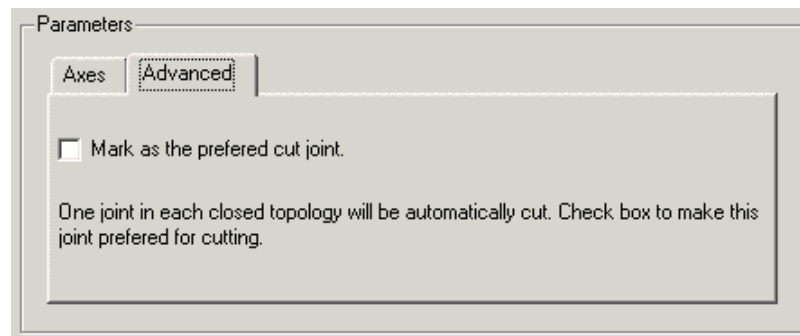 Parameters
Axes Advanced
Mark as the prefered cut joint.
One joint in each closed topology will be automatically cut. Check box to make this
joint prefered for cutting.